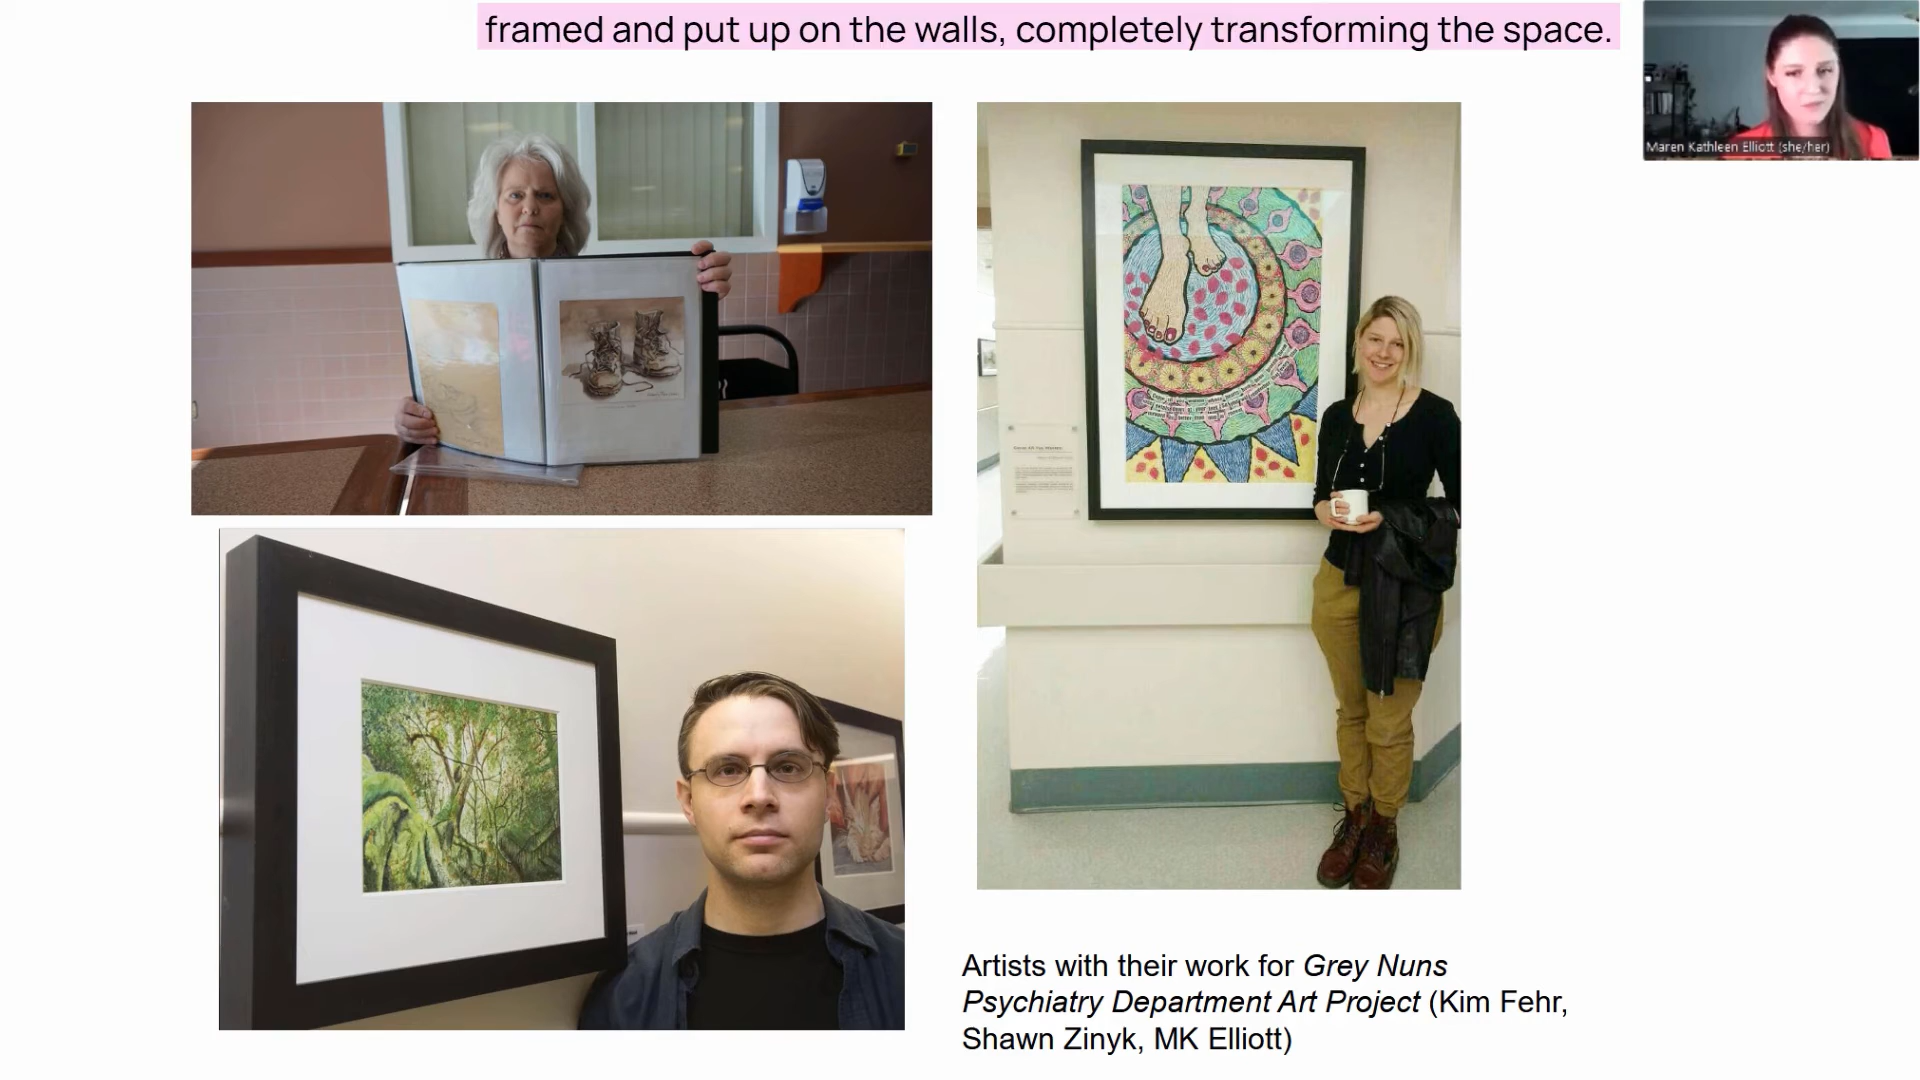 framed and put up on the walls, completely transforming the space.
Maren Kathleen Elliott (she/her)
Artists with their work for Grey Nuns
Psychiatry Department Art Project (Kim Fehr,
Shawn Zinyk, MK Elliott)